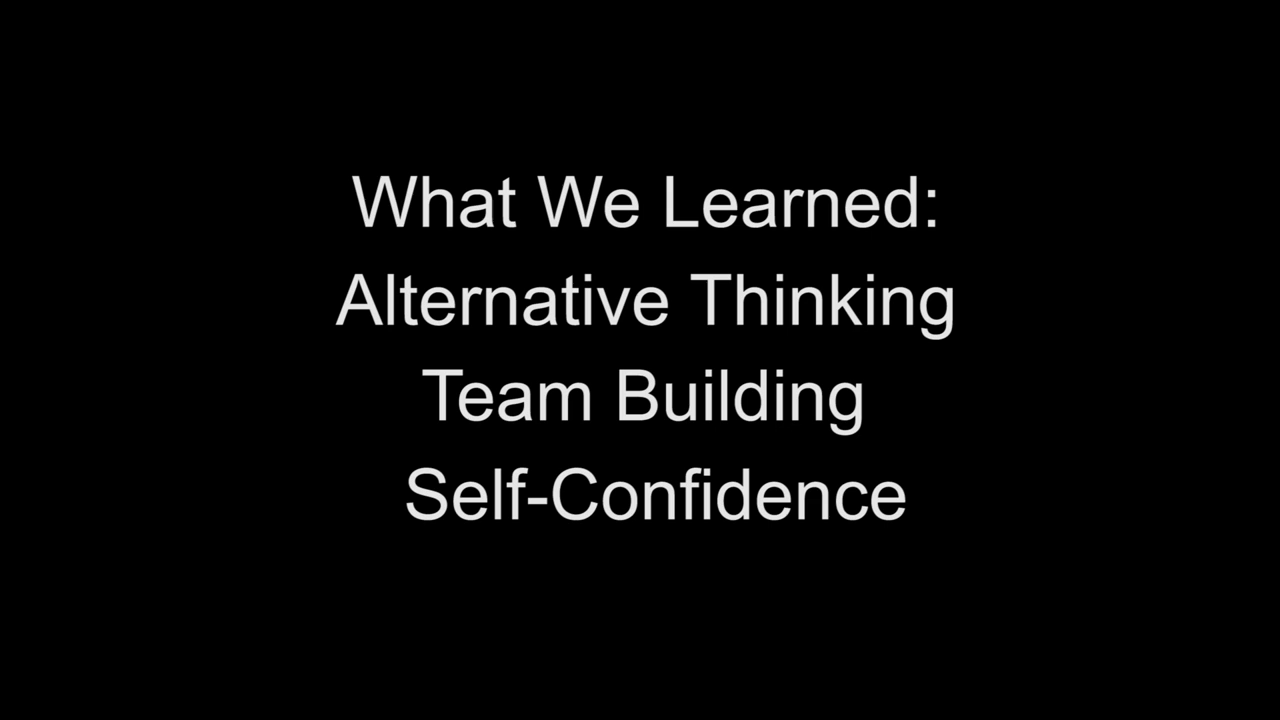 What We Learned:
Alternative Thinking
Team Building
Self-Confidence